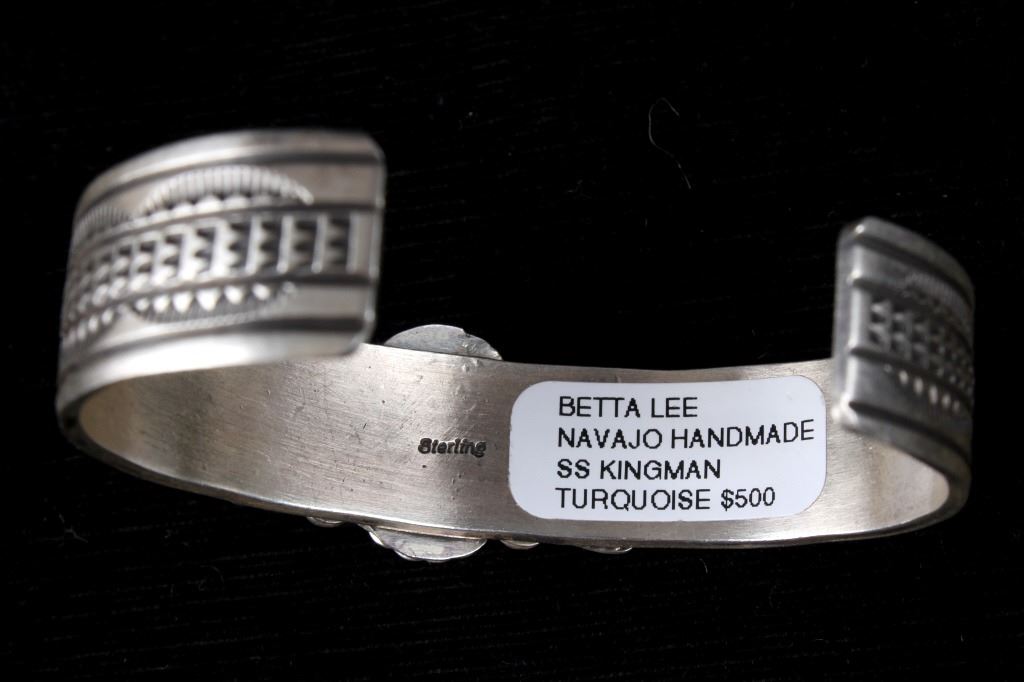 Sterling
BETTA LEE
NAVAJO HANDMADE
SS KINGMAN
TURQUOISE $500